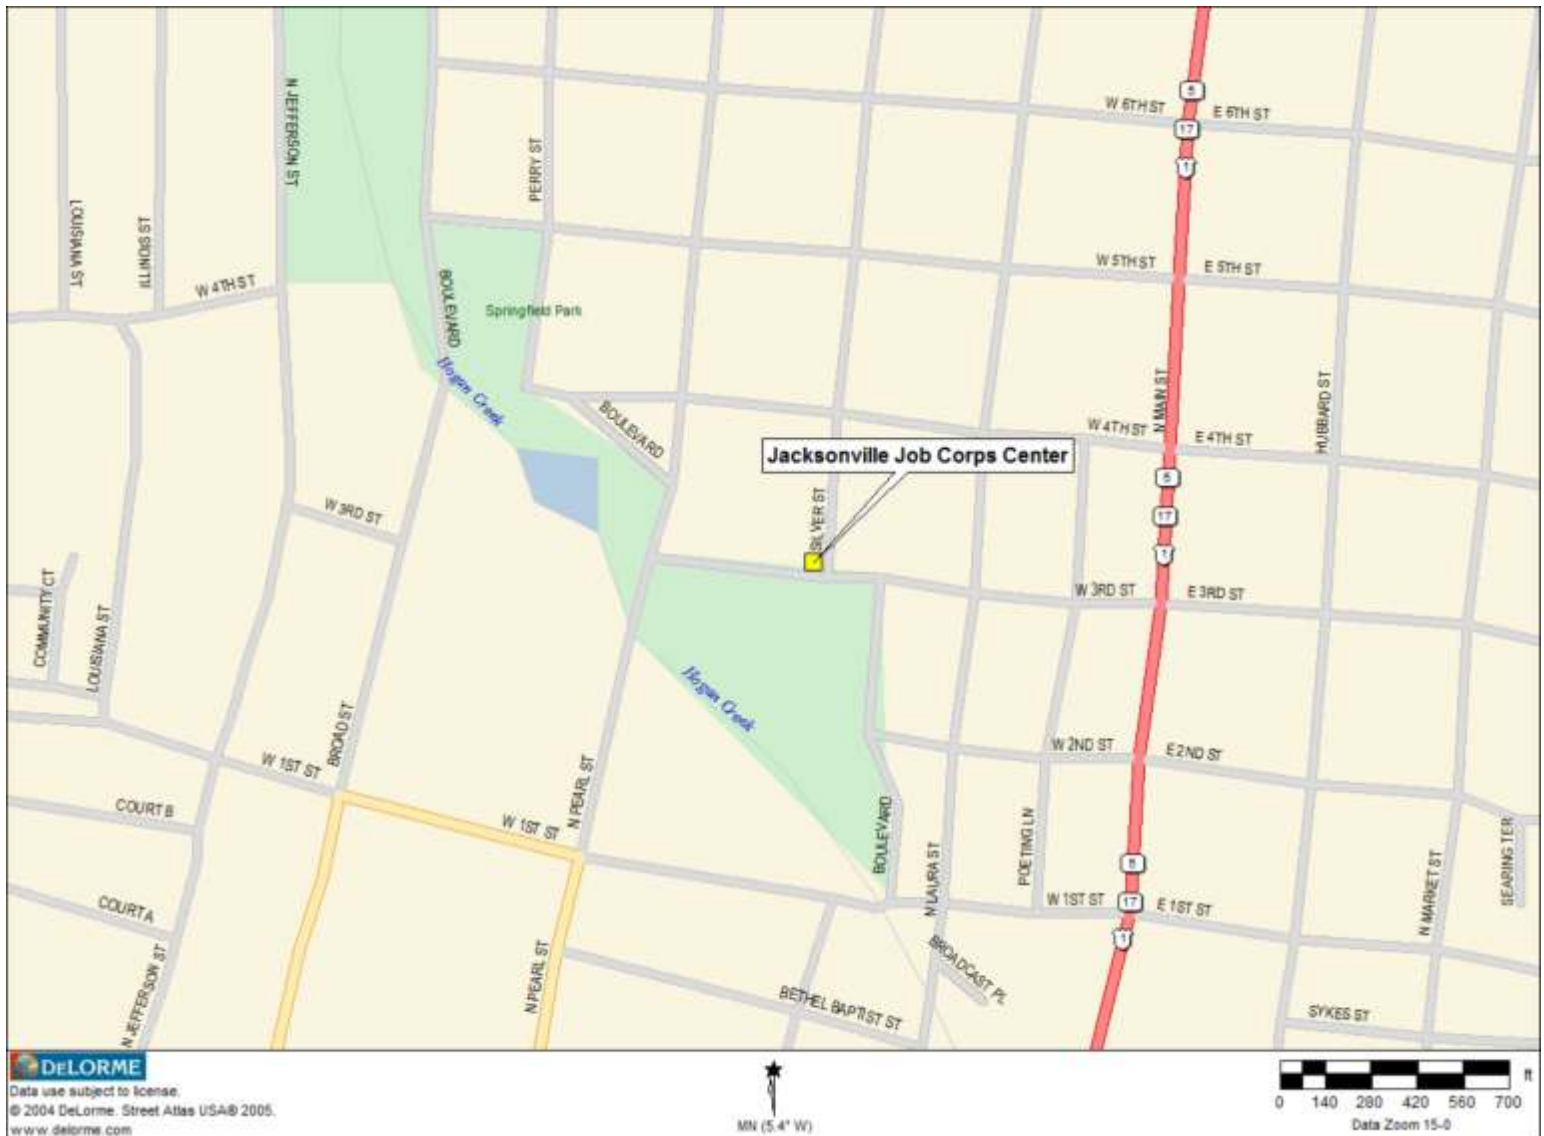 N JEFFERSON ST
LOUISIANA ST
ILLINOIS ST
W 4TH ST
PERRY ST
BOULEVARD
Springfield Park
Hogan Creek
BOULEVARD
W 6TH ST
E 6TH ST
5
17
1
W 5TH ST
E 5TH ST
N MAIN ST
HUBBARD ST
W 4TH ST
E 4TH ST
Jacksonville Job Corps Center
SILVER ST
5
17
1
W 3RD ST
COMMUNITY CT
LOUISIANA ST
W 3RD ST
E 3RD ST
Hogan Creek
BROAD ST
W 1ST ST
N PEARL ST
W 2ND ST
E 2ND ST
COURT B
W 1ST ST
BOULEVARD
N LAURA ST
POETING LN
5
17
1
W 1ST ST
E 1ST ST
N MARKET ST
SEARING TER
COURT A
N JEFFERSON ST
N PEARL ST
BROADCAST PL
BETHEL BAPTIST ST
SYKES ST
DELORME
Data use subject to license.
© 2004 DeLorme. Street Atlas USA® 2005.
www.delorme.com
MN (5.4° W)
ft
0 140 280 420 560 700
Data Zoom 15-0